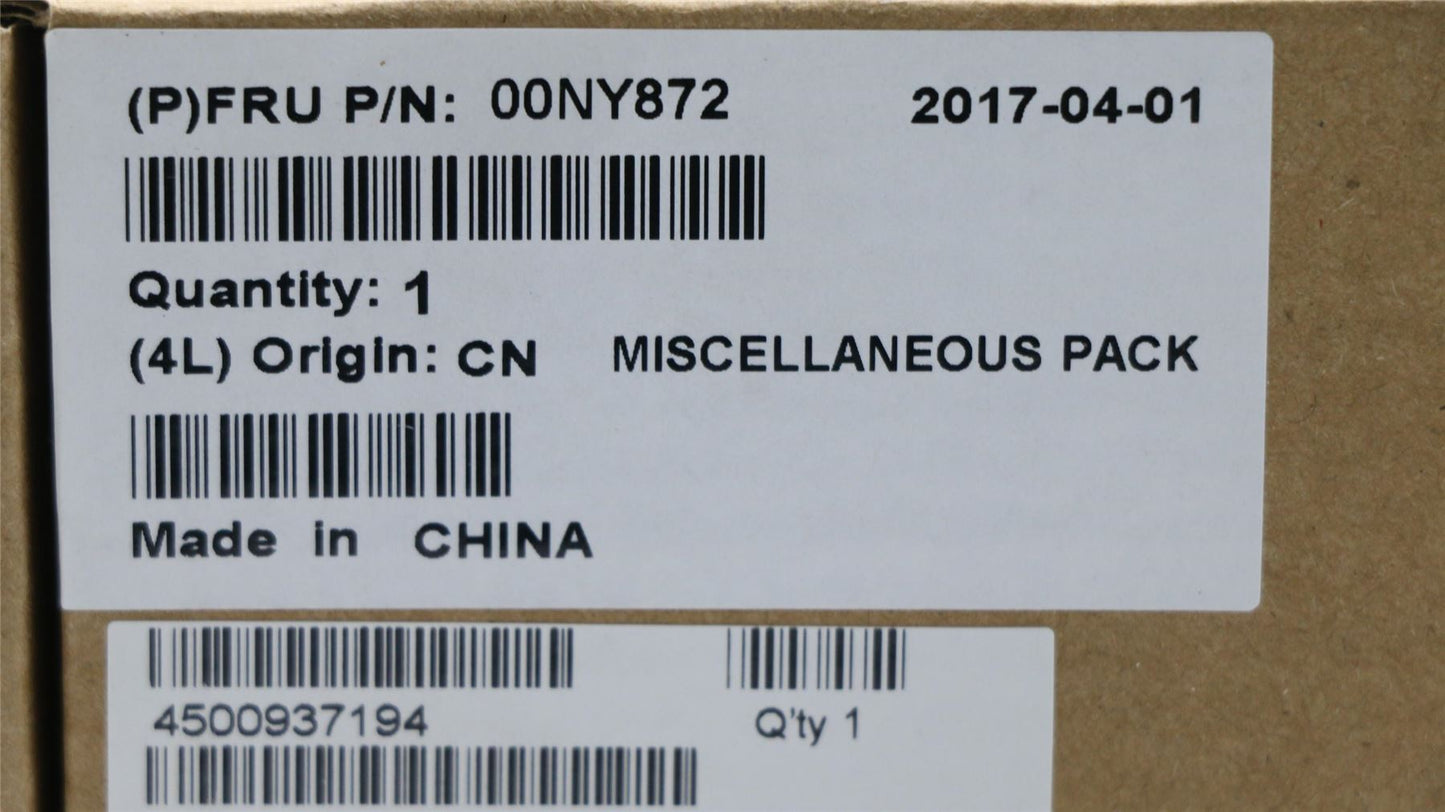 (P)FRU P/N: 00NY872 2017-04-01
Quantity: 1
(4L) Origin: CN MISCELLANEOUS PACK
Made in CHINA
4500937194 Q'ty 1